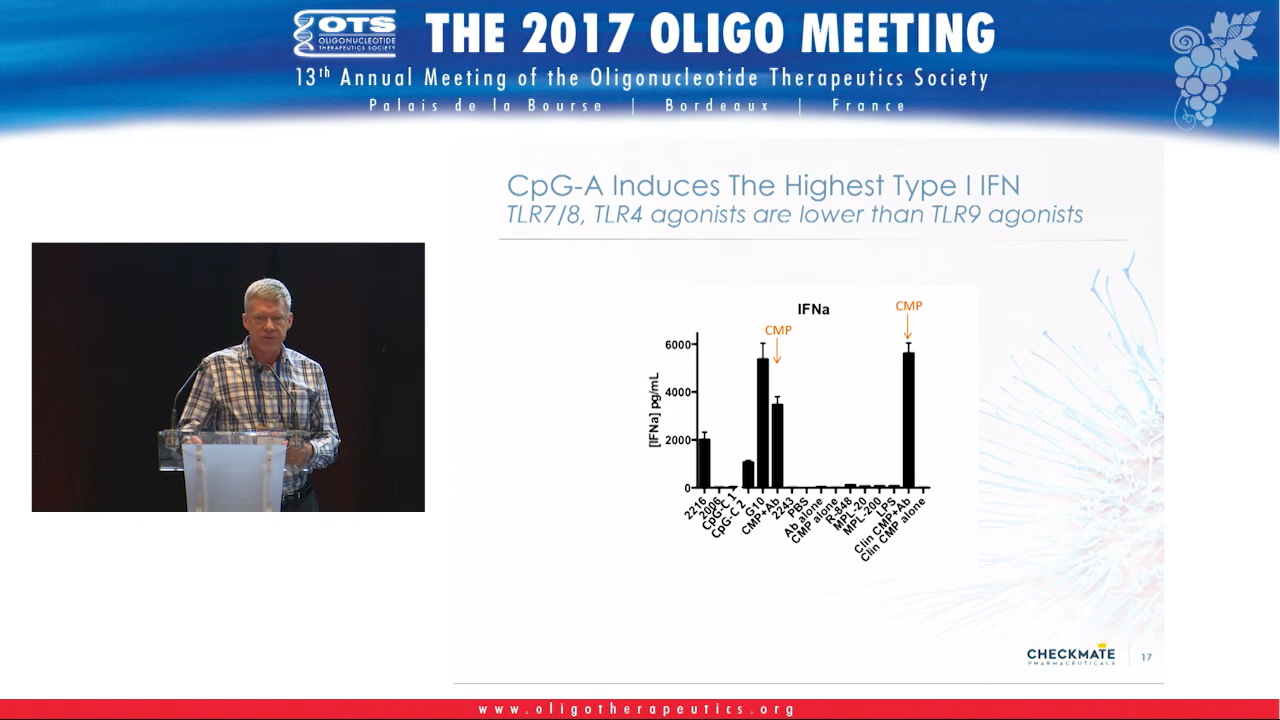 OTS
OLIGONUCLEOTIDE
THERAPEUTICS SOCIETY
THE 2017 OLIGO MEETING
13th Annual Meeting of the Oligonucleotide Therapeutics Society
Palais de la Bourse | Bordeaux | France
CpG-A Induces The Highest Type I IFN
TLR7/8, TLR4 agonists are lower than TLR9 agonists
IFNa
CMP
CMP
[IFNa] pg/mL
6000
4000
2000
0
2216
2006
CpG-C 1
CpG-C 2
G10
CMP+Ab
2243
PBS
Ab alone
CMP alone
R-848
MPL-20
MPL-200
LPS
Clin CMP+Ab
Clin CMP alone
CHECKMATE
PHARMACEUTICALS
17
www.oligotherapeutics.org